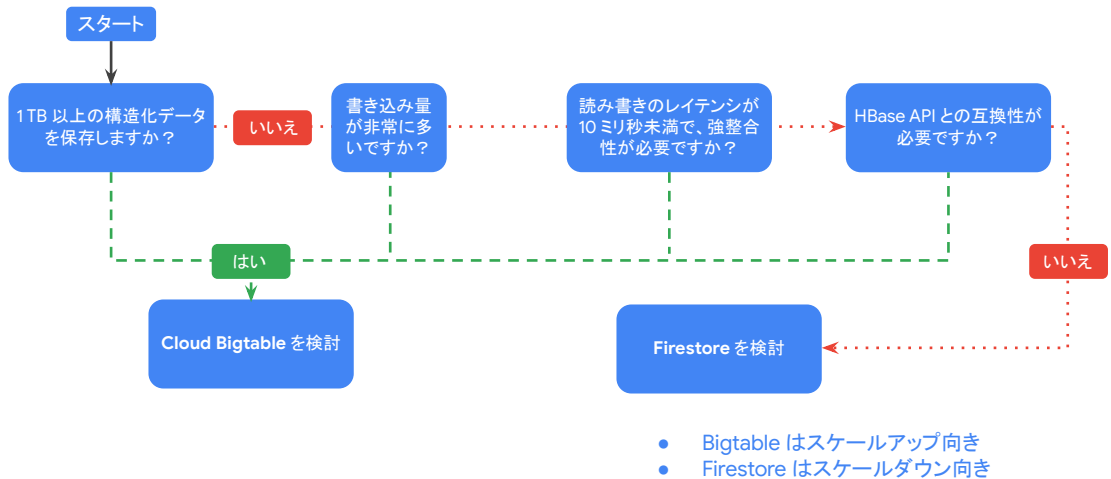 スタート
1 TB 以上の構造化データ
を保存しますか？
いいえ
書き込み量
が非常に多
いですか？
読み書きのレイテンシが
10 ミリ秒未満で、強整合
性が必要ですか？
HBase API との互換性が
必要ですか？
はい
いいえ
Cloud Bigtable を検討
Firestore を検討
● Bigtable はスケールアップ向き
● Firestore はスケールダウン向き